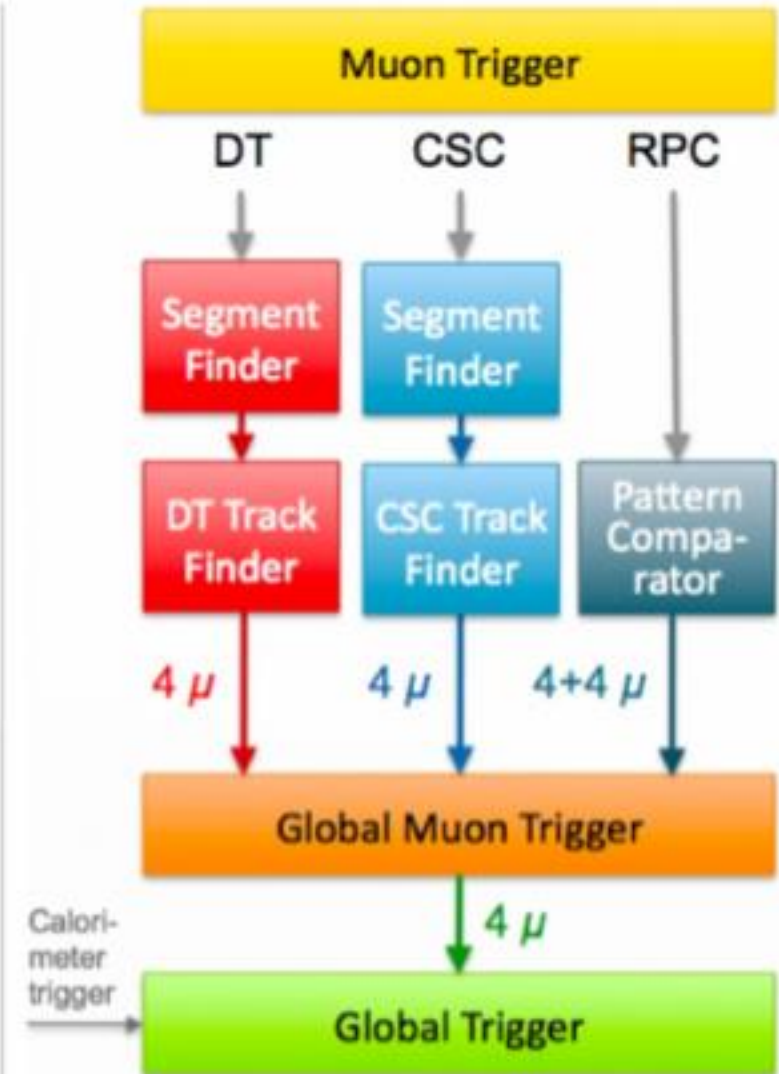 Muon Trigger
DT CSC RPC
Segment
Finder
Segment
Finder
DT Track
Finder
CSC Track
Finder
Pattern
Compa-
rator
4 μ
4 μ
4+4 μ
Global Muon Trigger
4 μ
Calori-
meter
trigger
Global Trigger